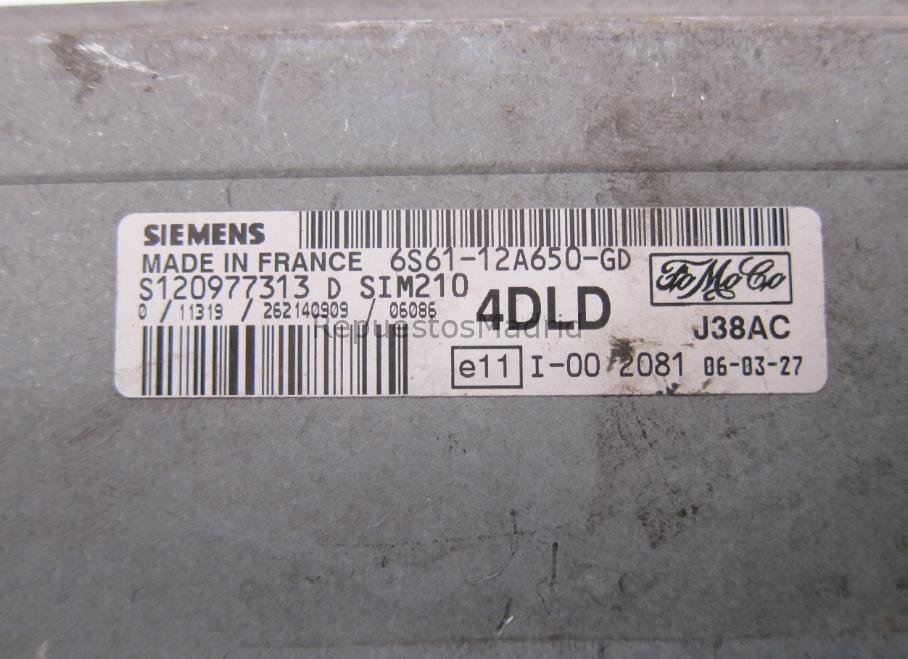 SIEMENS
MADE IN FRANCE 6S61-12A650-GD
S120977313 D SIM210
FoMoCo
0 / 11319 / 262140909 / 06086
4DLD
J38AC
RepuestosMadrid
e11 I-00 2081 06-03-27